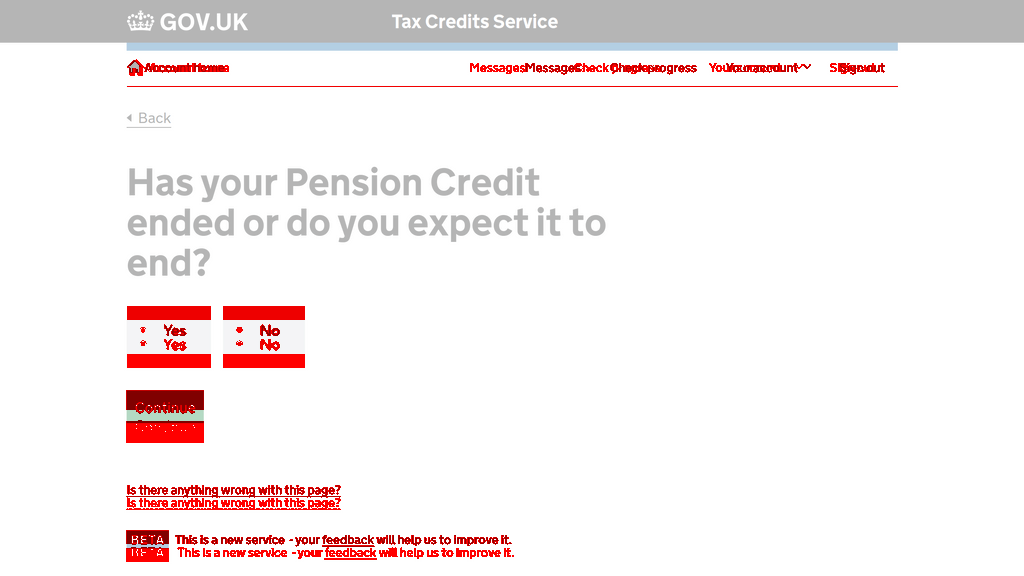 GOV.UK Tax Credits Service
Account Home Messages Check progress Your account Sign out
Back
Has your Pension Credit
ended or do you expect it to
end?
Yes No
Yes No
Continue
Is there anything wrong with this page?
Is there anything wrong with this page?
BETA This is a new service - your feedback will help us to improve it.
BETA This is a new service - your feedback will help us to improve it.